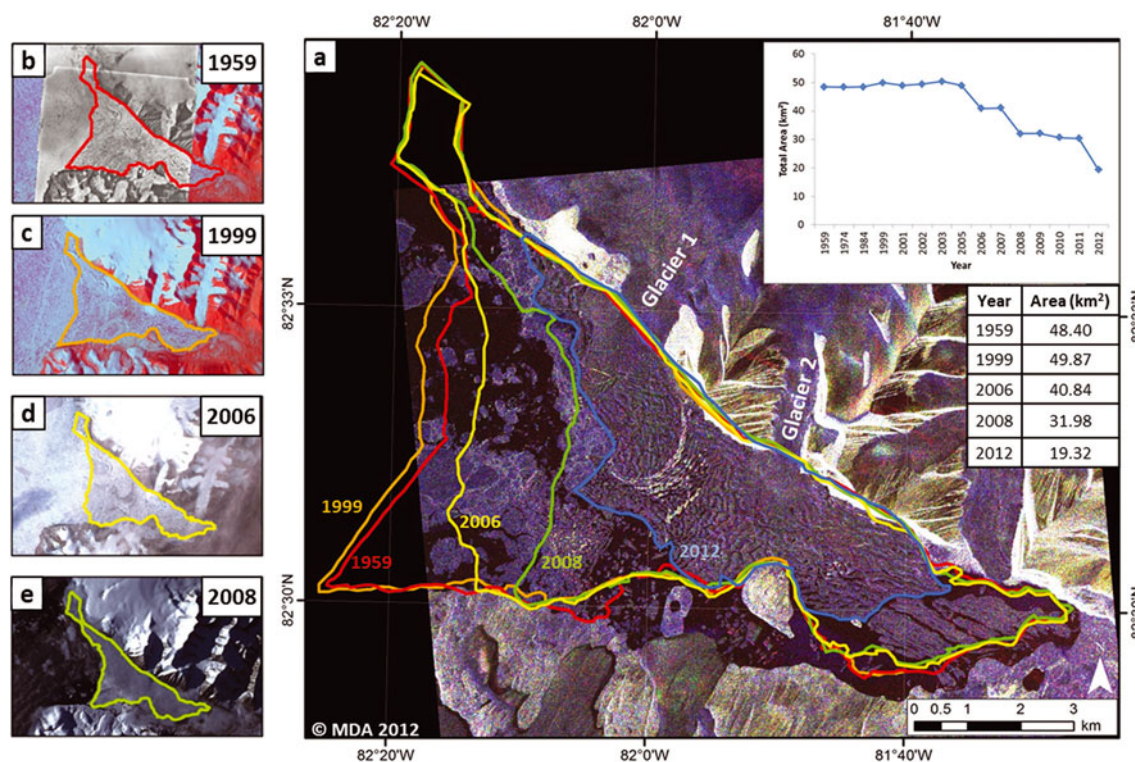 82°20'W
82°0'W
81°40'W
b
1959
c
1999
d
2006
e
2008
a
82°33'N
82°30'N
Glacier 1
Glacier 2
1999
1959
2006
2008
2012
Total Area (km²)
60
50
40
30
20
10
0
1959
1974
1984
1999
2001
2002
2003
2005
2006
2007
2008
2009
2010
2011
2012
Year
Year Area (km²)
1959 48.40
1999 49.87
2006 40.84
2008 31.98
2012 19.32
N
0 0.5 1 2 3
km
© MDA 2012
82°20'W
82°0'W
81°40'W